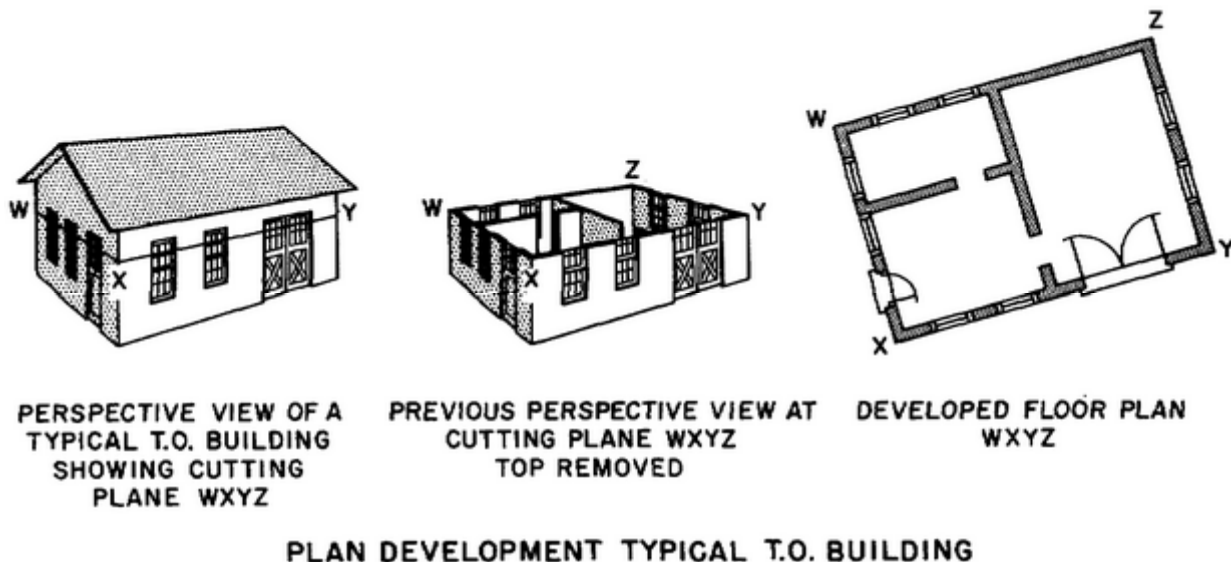 W
X
Y
W
X
Y
Z
W
X
Y
Z
PERSPECTIVE VIEW OF A
TYPICAL T.O. BUILDING
SHOWING CUTTING
PLANE WXYZ
PREVIOUS PERSPECTIVE VIEW AT
CUTTING PLANE WXYZ
TOP REMOVED
DEVELOPED FLOOR PLAN
WXYZ
PLAN DEVELOPMENT TYPICAL T.O. BUILDING